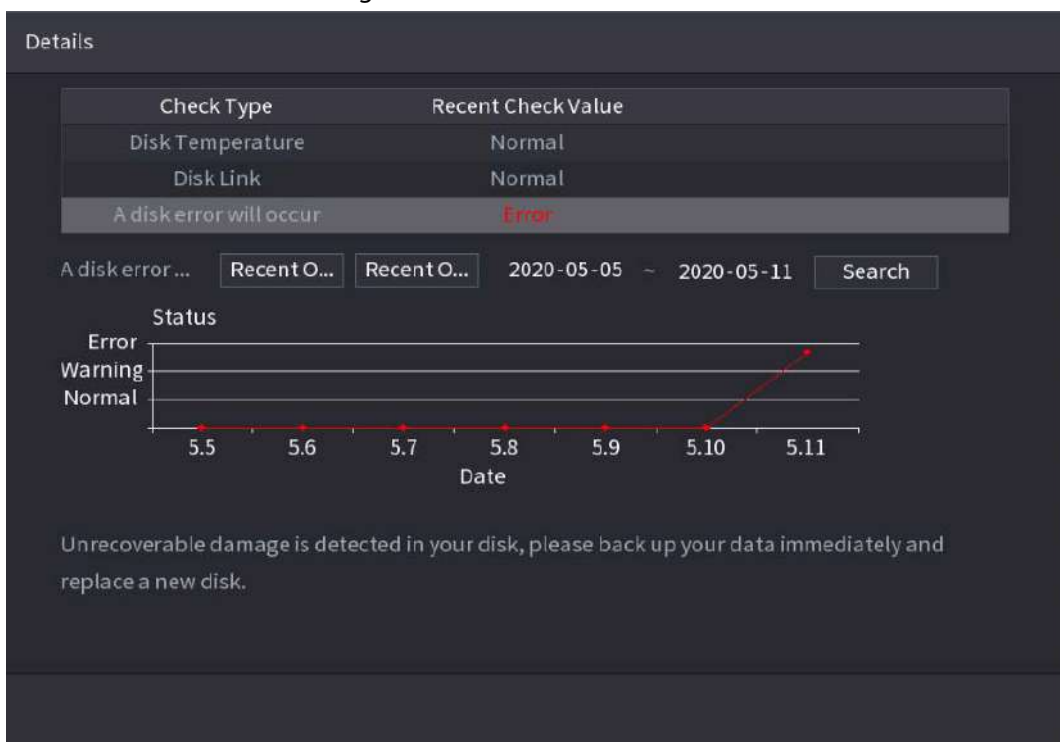 Details
Check Type Recent Check Value
Disk Temperature Normal
Disk Link Normal
A disk error will occur Error
A disk error ... Recent O... Recent O... 2020-05-05 ~ 2020-05-11 Search
Status
Error
Warning
Normal
5.5 5.6 5.7 5.8 5.9 5.10 5.11
Date
Unrecoverable damage is detected in your disk, please back up your data immediately and
replace a new disk.